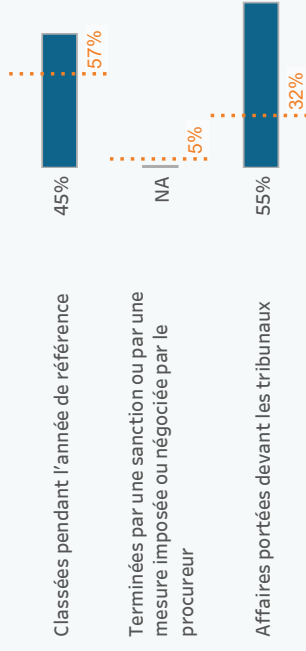 Classées pendant l'année de référence
45%
57%
Terminées par une sanction ou par une
mesure imposée ou négociée par le
procureur
NA
5%
Affaires portées devant les tribunaux
55%
32%